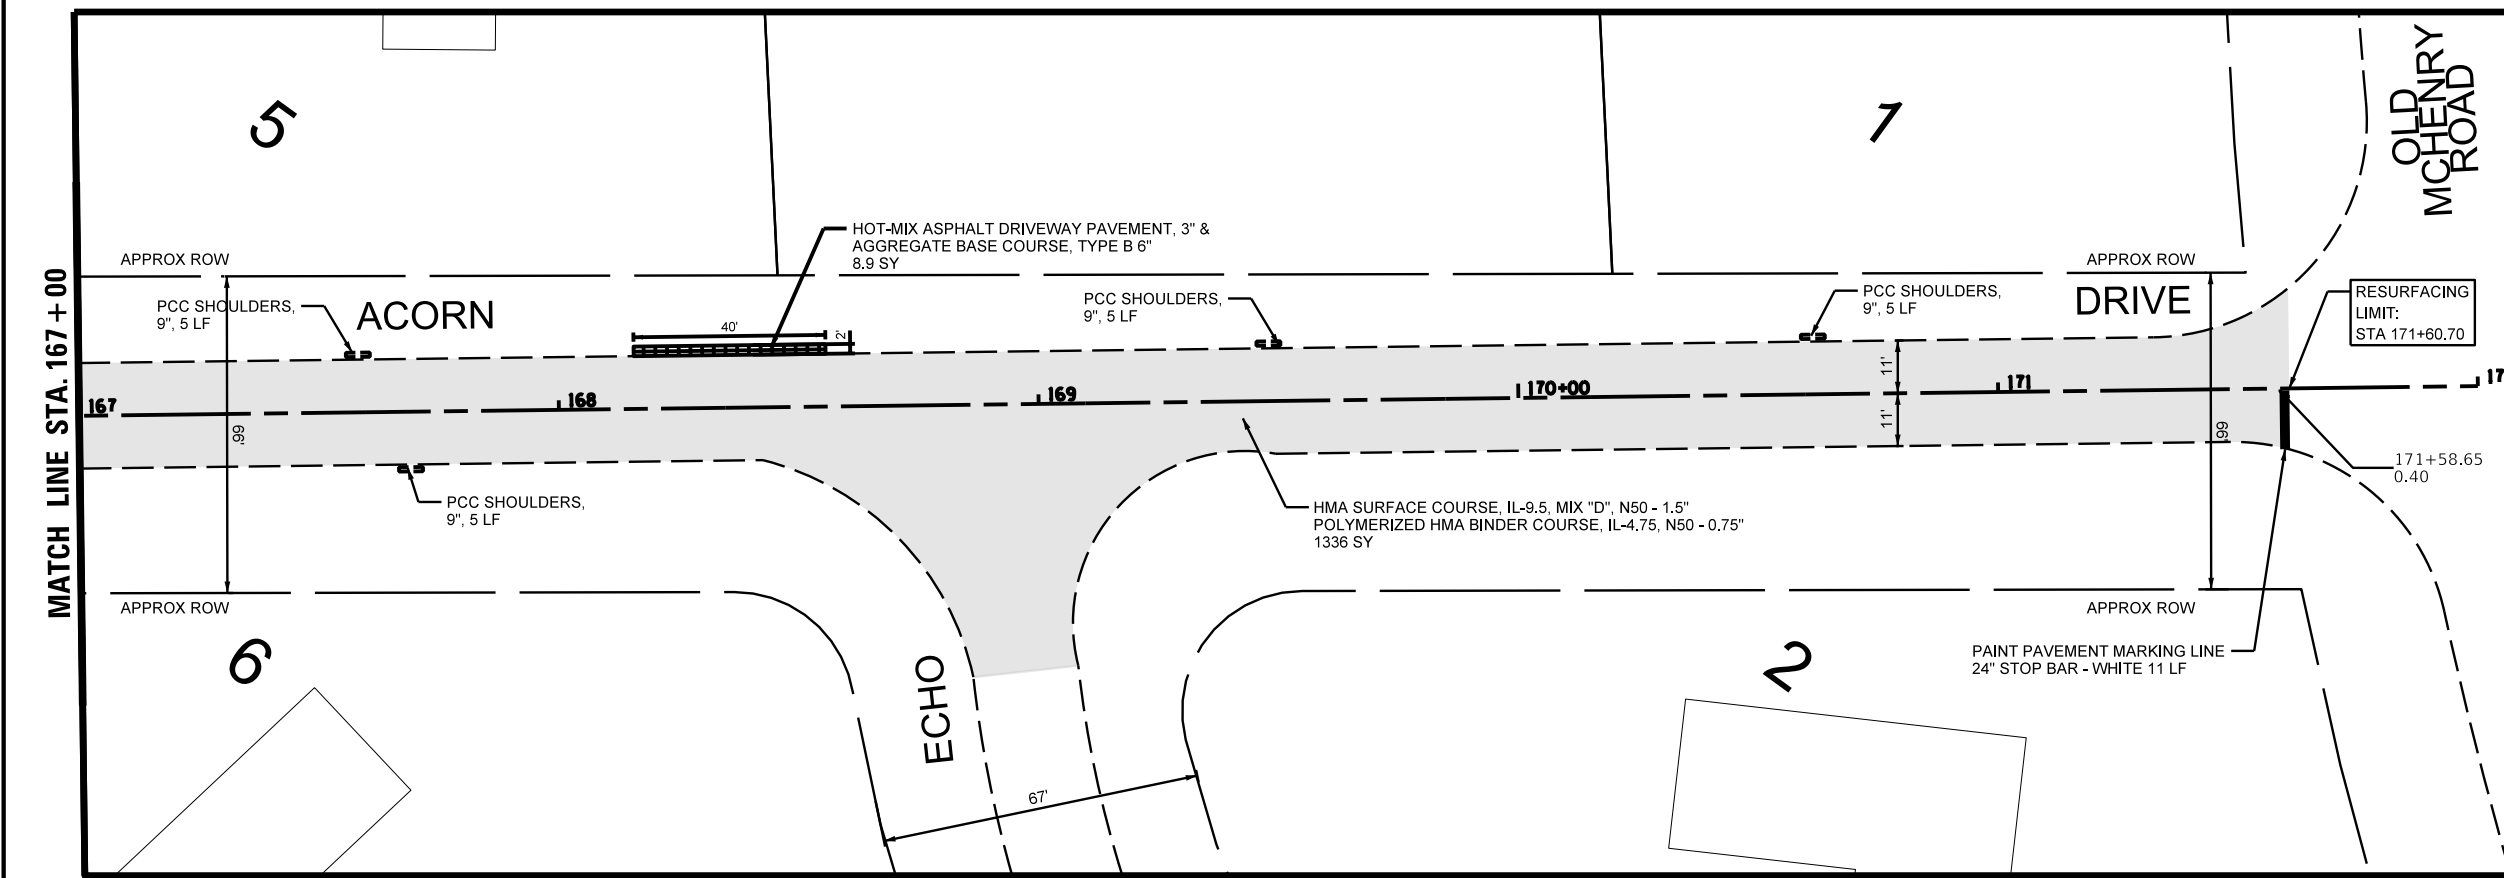 MATCH LINE STA. 167+00
5
1
OLD
MCHENRY
ROAD
HOT-MIX ASPHALT DRIVEWAY PAVEMENT, 3" &
AGGREGATE BASE COURSE, TYPE B 6"
8.9 SY
APPROX ROW
APPROX ROW
PCC SHOULDERS,
9", 5 LF
ACORN
40'
2'
PCC SHOULDERS,
9", 5 LF
PCC SHOULDERS,
9", 5 LF
DRIVE
RESURFACING
LIMIT:
STA 171+60.70
167
168
169
170+00
171
17
11'
11'
66'
66'
171+58.65
0.40
PCC SHOULDERS,
9", 5 LF
HMA SURFACE COURSE, IL-9.5, MIX "D", N50 - 1.5"
POLYMERIZED HMA BINDER COURSE, IL-4.75, N50 - 0.75"
1336 SY
APPROX ROW
APPROX ROW
6
ECHO
2
PAINT PAVEMENT MARKING LINE
24" STOP BAR - WHITE 11 LF
67'